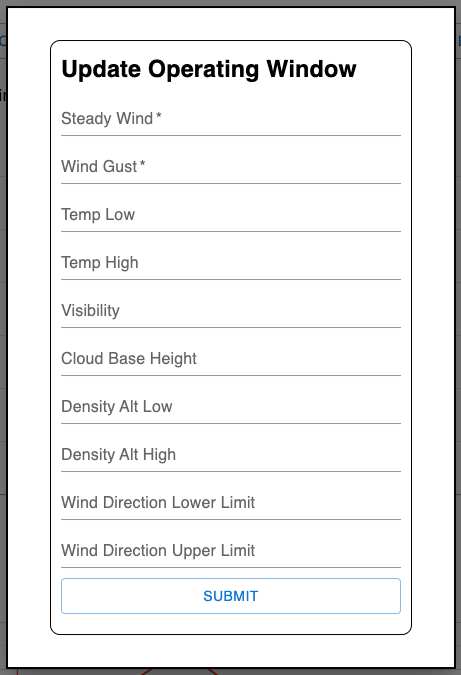 Update Operating Window
Steady Wind *
Wind Gust *
Temp Low
Temp High
Visibility
Cloud Base Height
Density Alt Low
Density Alt High
Wind Direction Lower Limit
Wind Direction Upper Limit
SUBMIT